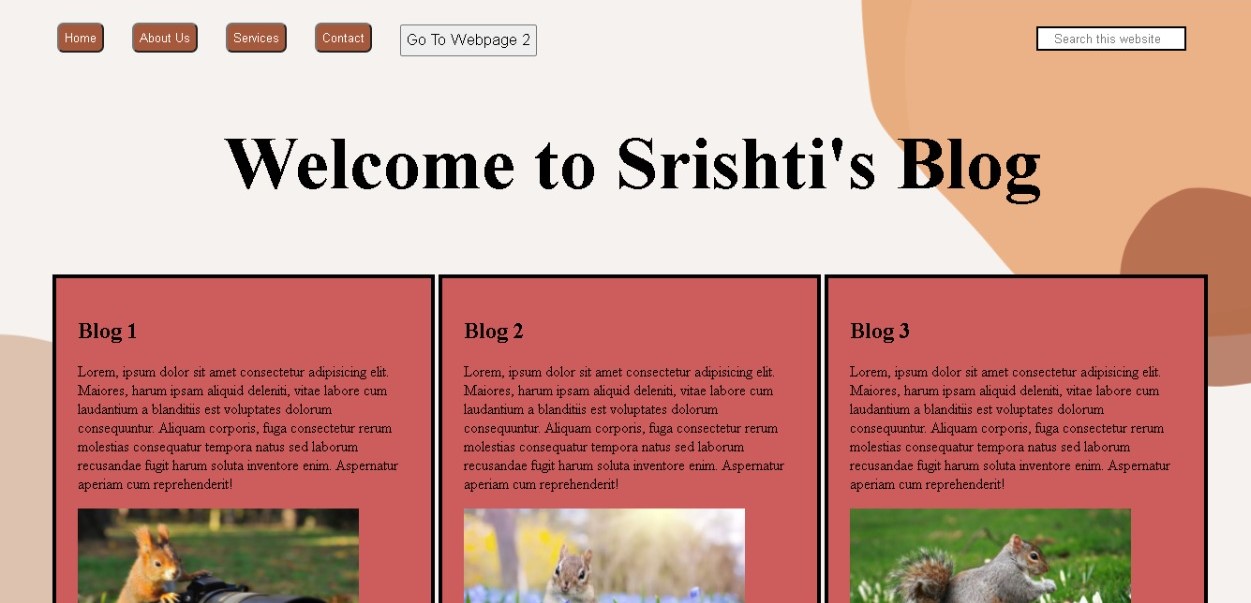 Home About Us Services Contact Go To Webpage 2 Search this website
Welcome to Srishti's Blog
Blog 1
Lorem, ipsum dolor sit amet consectetur adipisicing elit.
Maiores, harum ipsam aliquid deleniti, vitae labore cum
laudantium a blanditiis est voluptates dolorum
consequuntur. Aliquam corporis, fuga consectetur rerum
molestias consequatur tempora natus sed laborum
recusandae fugit harum soluta inventore enim. Aspernatur
aperiam cum reprehenderit!
Blog 2
Lorem, ipsum dolor sit amet consectetur adipisicing elit.
Maiores, harum ipsam aliquid deleniti, vitae labore cum
laudantium a blanditiis est voluptates dolorum
consequuntur. Aliquam corporis, fuga consectetur rerum
molestias consequatur tempora natus sed laborum
recusandae fugit harum soluta inventore enim. Aspernatur
aperiam cum reprehenderit!
Blog 3
Lorem, ipsum dolor sit amet consectetur adipisicing elit.
Maiores, harum ipsam aliquid deleniti, vitae labore cum
laudantium a blanditiis est voluptates dolorum
consequuntur. Aliquam corporis, fuga consectetur rerum
molestias consequatur tempora natus sed laborum
recusandae fugit harum soluta inventore enim. Aspernatur
aperiam cum reprehenderit!